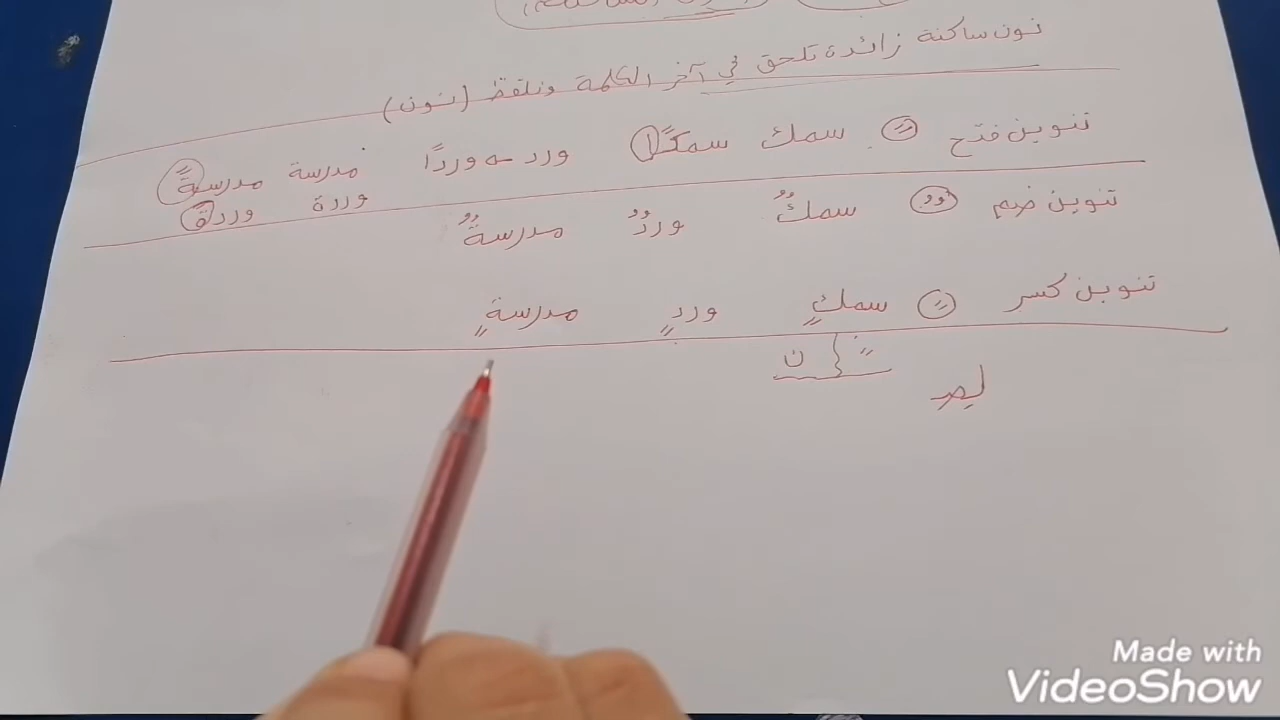 نون ساكنة زائدة تلحق في آخر الكلمة ونلفظ (نون)
تنوين فتح ً سمك سمكًا ورد ← وردًا مدرسة مدرسةً
وردة وردةً
تنوين ضم ٌ سمكٌ وردٌ مدرسةٌ
تنوين كسر ٍ سمكٍ وردٍ مدرسةٍ
ن
Made with
VideoShow